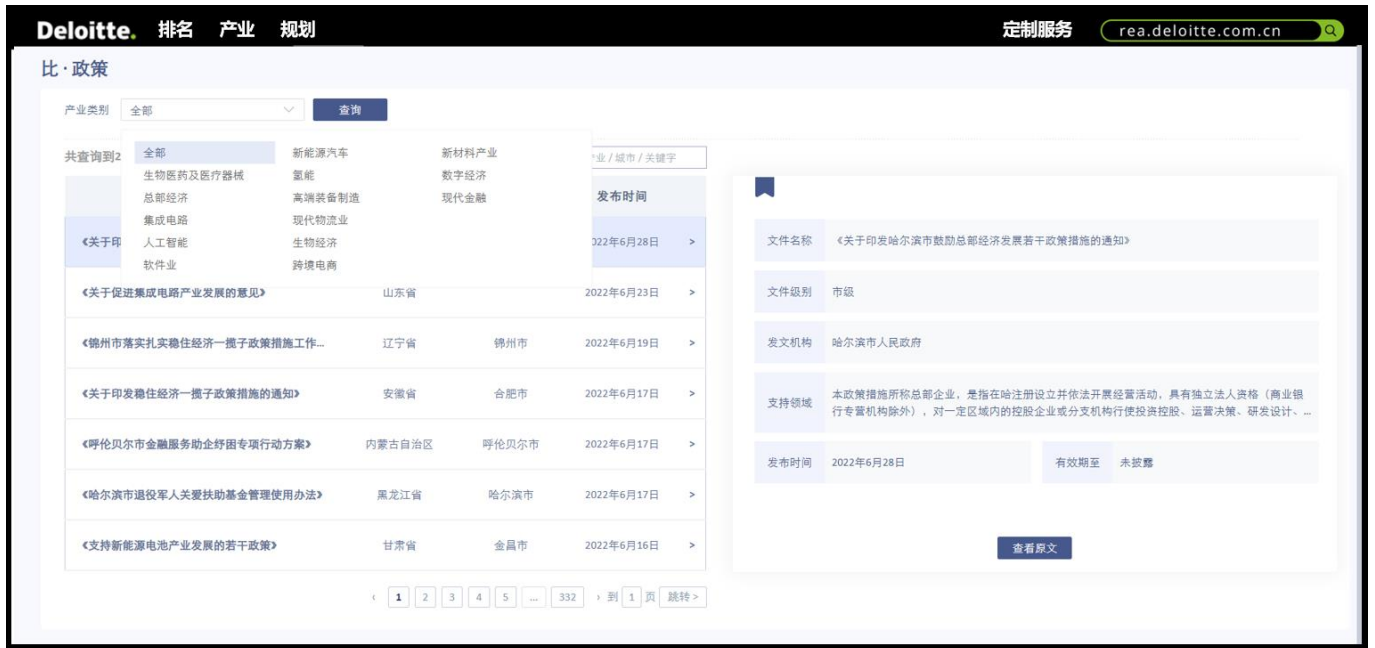 Deloitte. 排名 产业 规划 定制服务 rea.deloitte.com.cn
比·政策
产业类别 全部 查询
共查询到2 业/城市/关键字
全部 新能源汽车 新材料产业
生物医药及医疗器械 氢能 数字经济
总部经济 高端装备制造 现代金融
集成电路 现代物流业
人工智能 生物经济
软件业 跨境电商
发布时间
《关于印 022年6月28日 >
《关于促进集成电路产业发展的意见》 山东省 2022年6月23日 >
《锦州市落实扎实稳住经济一揽子政策措施工作... 辽宁省 锦州市 2022年6月19日 >
《关于印发稳住经济一揽子政策措施的通知》 安徽省 合肥市 2022年6月17日 >
《呼伦贝尔市金融服务助企纾困专项行动方案》 内蒙古自治区 呼伦贝尔市 2022年6月17日 >
《哈尔滨市退役军人关爱扶助基金管理使用办法》 黑龙江省 哈尔滨市 2022年6月17日 >
《支持新能源电池产业发展的若干政策》 甘肃省 金昌市 2022年6月16日 >
‹ 1 2 3 4 5 ... 332 › 到 1 页 跳转>
文件名称 《关于印发哈尔滨市鼓励总部经济发展若干政策措施的通知》
文件级别 市级
发文机构 哈尔滨市人民政府
支持领域 本政策措施所称总部企业，是指在哈注册设立并依法开展经营活动，具有独立法人资格（商业银
行专营机构除外），对一定区域内的控股企业或分支机构行使投资控股、运营决策、研发设计、...
发布时间 2022年6月28日 有效期至 未披露
查看原文